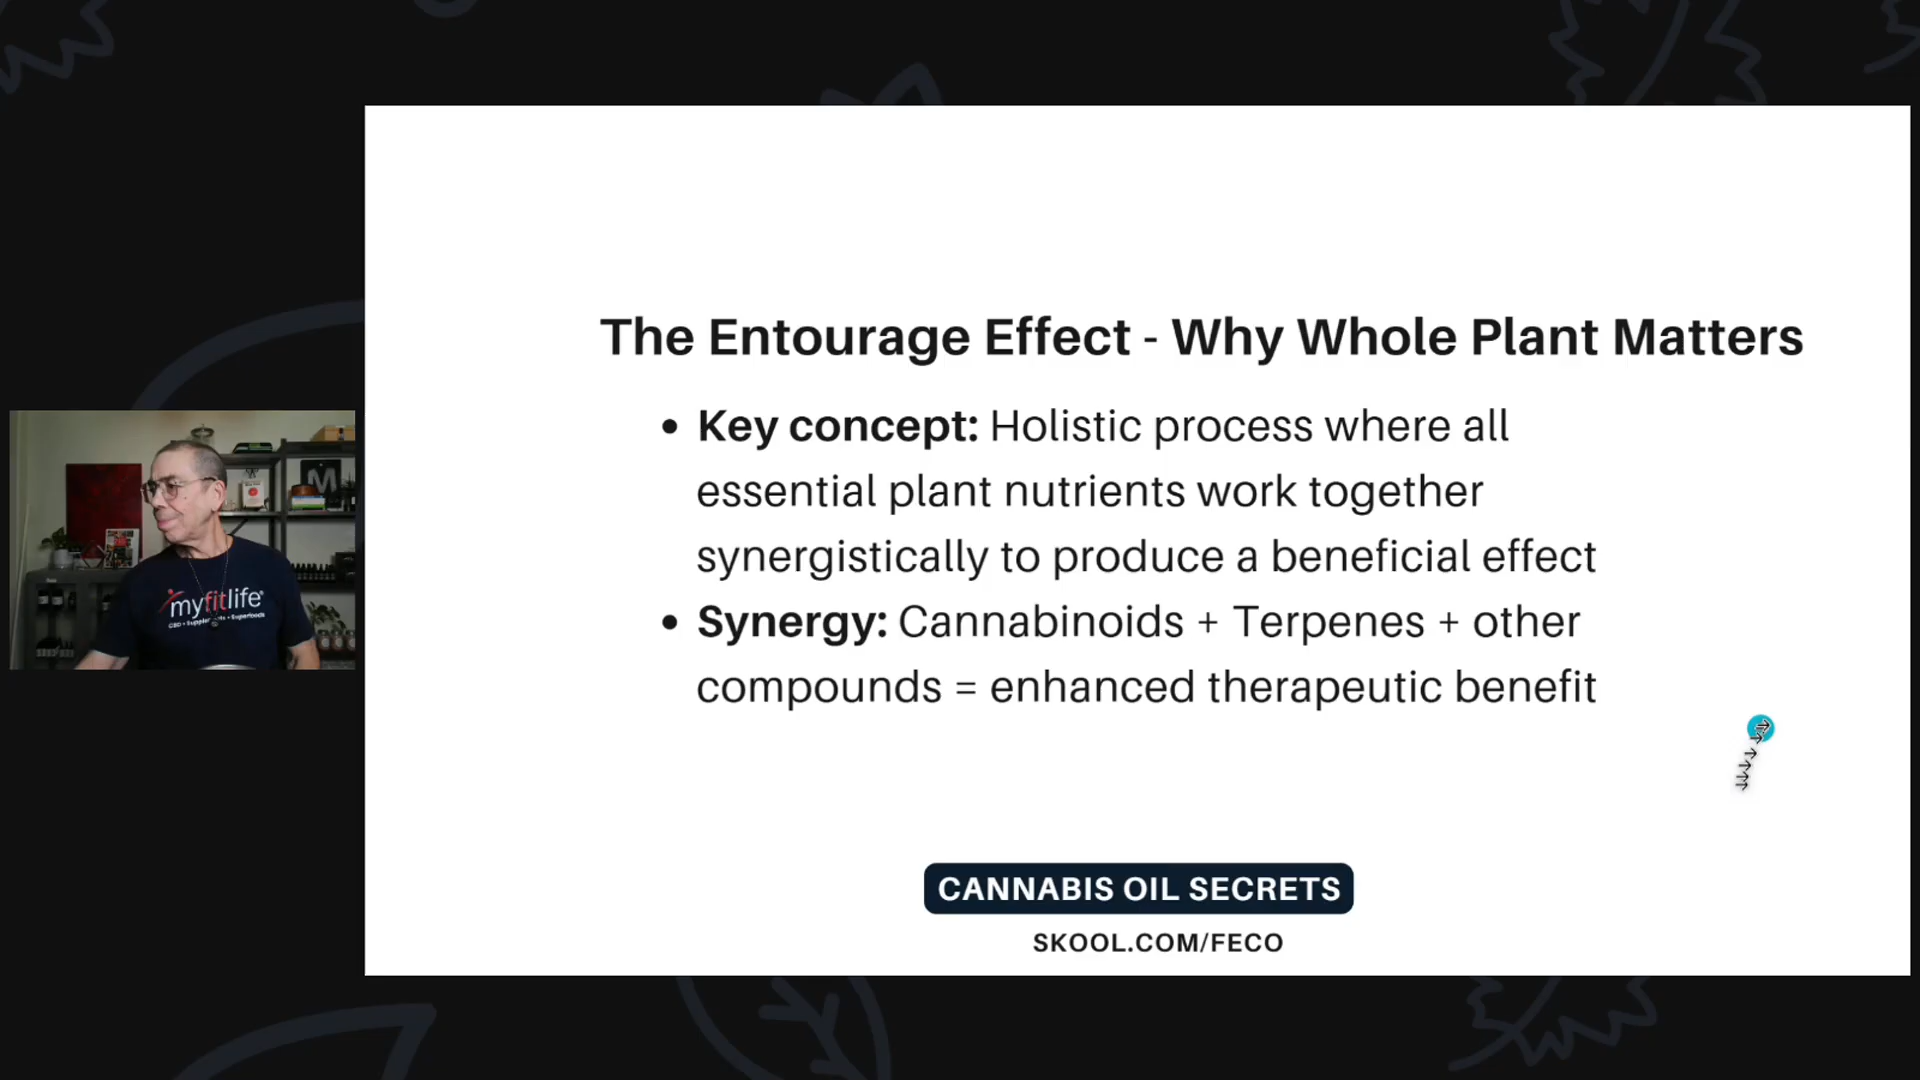 The Entourage Effect - Why Whole Plant Matters
• Key concept: Holistic process where all
essential plant nutrients work together
synergistically to produce a beneficial effect
• Synergy: Cannabinoids + Terpenes + other
compounds = enhanced therapeutic benefit
CANNABIS OIL SECRETS
SKOOL.COM/FECO
myfitlife
M